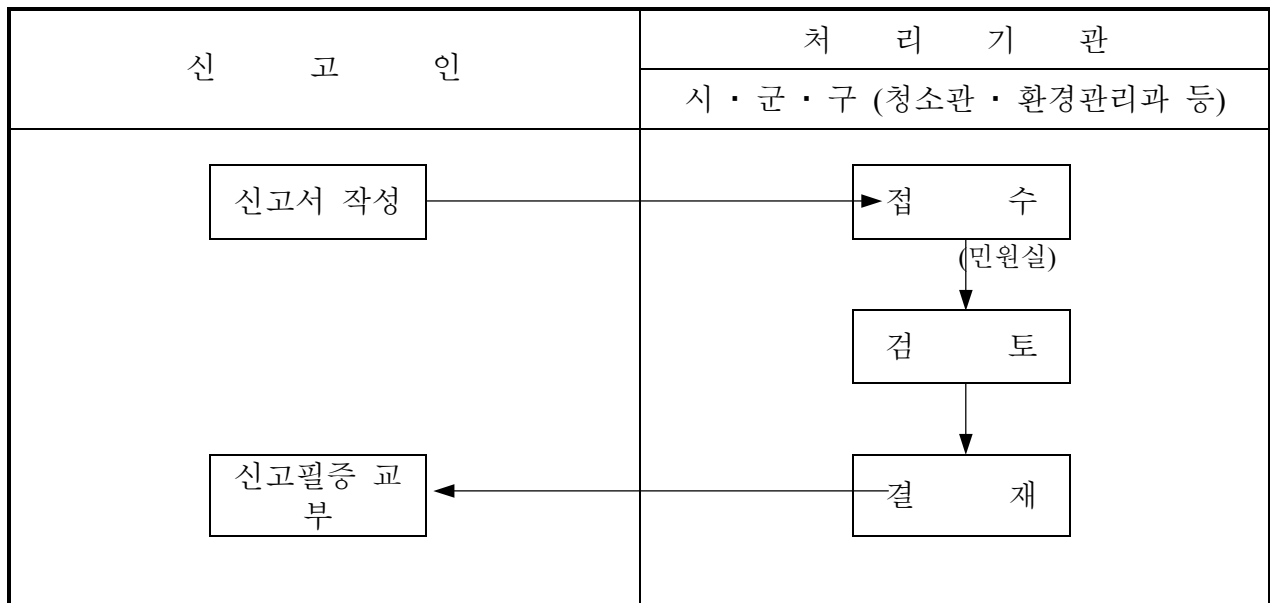 신 고 인
처 리 기 관
시 · 군 · 구 (청소관 · 환경관리과 등)
신고서 작성
접 수
(민원실)
검 토
신고필증 교
부
결 재